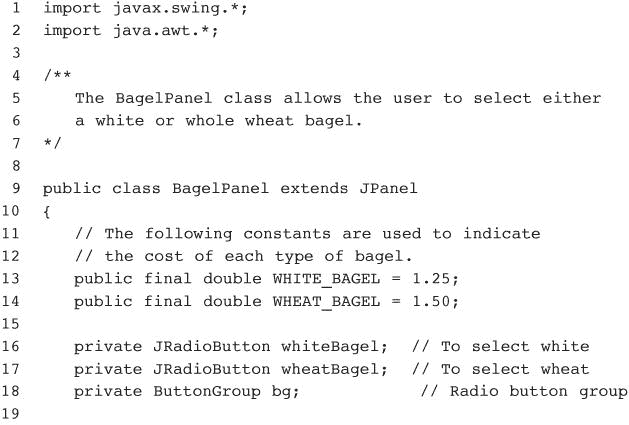 1 import javax.swing.*;
2 import java.awt.*;
3
4 /**
5    The BagelPanel class allows the user to select either
6    a white or whole wheat bagel.
7 */
8
9 public class BagelPanel extends JPanel
10 {
11    // The following constants are used to indicate
12    // the cost of each type of bagel.
13    public final double WHITE_BAGEL = 1.25;
14    public final double WHEAT_BAGEL = 1.50;
15
16    private JRadioButton whiteBagel;  // To select white
17    private JRadioButton wheatBagel;  // To select wheat
18    private ButtonGroup bg;           // Radio button group
19